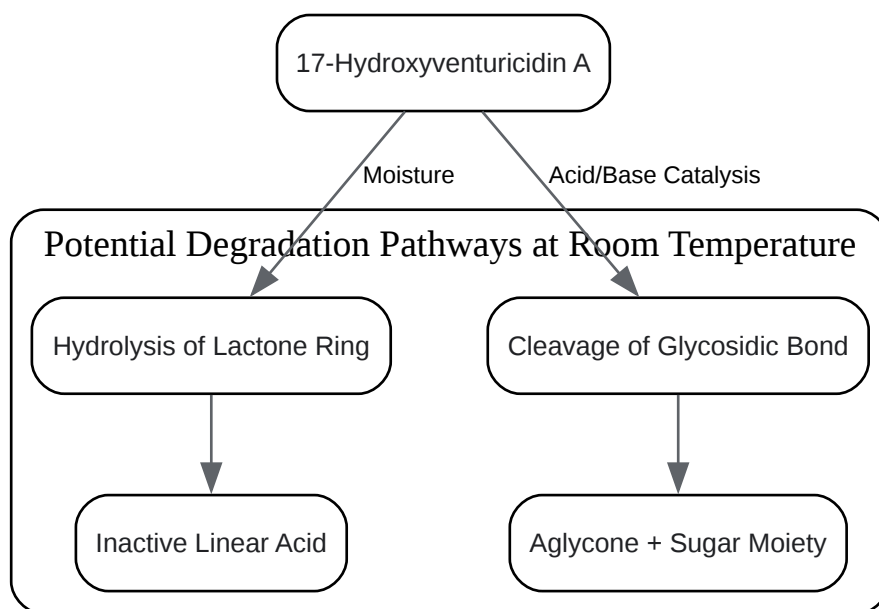 17-Hydroxyventuricidin A
Moisture
Acid/Base Catalysis
Potential Degradation Pathways at Room Temperature
Hydrolysis of Lactone Ring
Cleavage of Glycosidic Bond
Inactive Linear Acid
Aglycone + Sugar Moiety